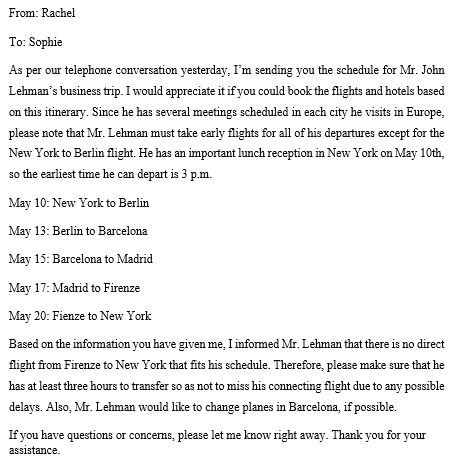 From: Rachel
To: Sophie
As per our telephone conversation yesterday, I'm sending you the schedule for Mr. John
Lehman's business trip. I would appreciate it if you could book the flights and hotels based
on this itinerary. Since he has several meetings scheduled in each city he visits in Europe,
please note that Mr. Lehman must take early flights for all of his departures except for the
New York to Berlin flight. He has an important lunch reception in New York on May 10th,
so the earliest time he can depart is 3 p.m.
May 10: New York to Berlin
May 13: Berlin to Barcelona
May 15: Barcelona to Madrid
May 17: Madrid to Firenze
May 20: Fienze to New York
Based on the information you have given me, I informed Mr. Lehman that there is no direct
flight from Firenze to New York that fits his schedule. Therefore, please make sure that he
has at least three hours to transfer so as not to miss his connecting flight due to any possible
delays. Also, Mr. Lehman would like to change planes in Barcelona, if possible.
If you have questions or concerns, please let me know right away. Thank you for your
assistance.